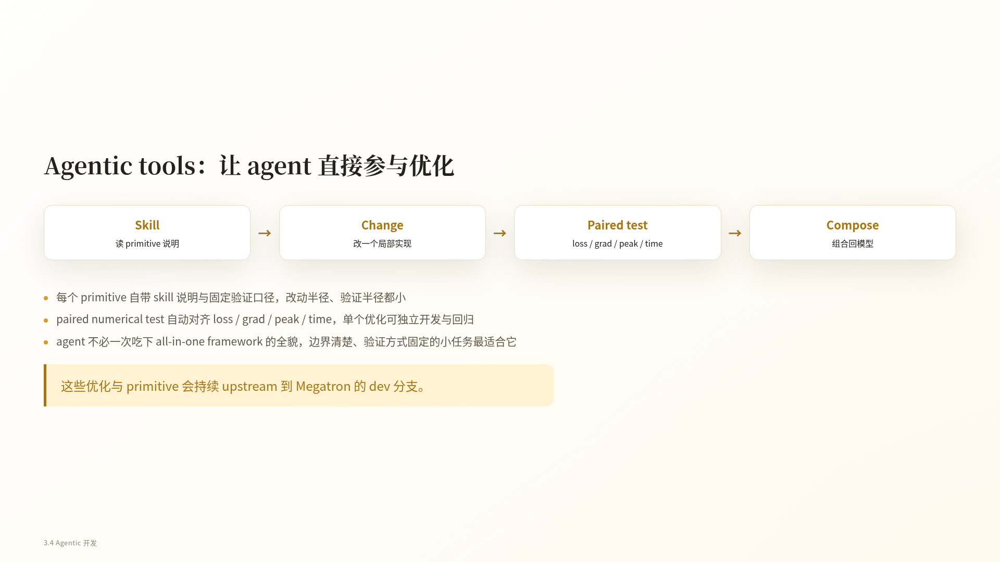 Agentic tools：让 agent 直接参与优化
Skill
读 primitive 说明
→
Change
改一个局部实现
→
Paired test
loss / grad / peak / time
→
Compose
组合回模型
每个 primitive 自带 skill 说明与固定验证口径，改动半径、验证半径都小
paired numerical test 自动对齐 loss / grad / peak / time，单个优化可独立开发与回归
agent 不必一次吃下 all-in-one framework 的全貌，边界清楚、验证方式固定的小任务最适合它
这些优化与 primitive 会持续 upstream 到 Megatron 的 dev 分支。
3.4 Agentic 开发